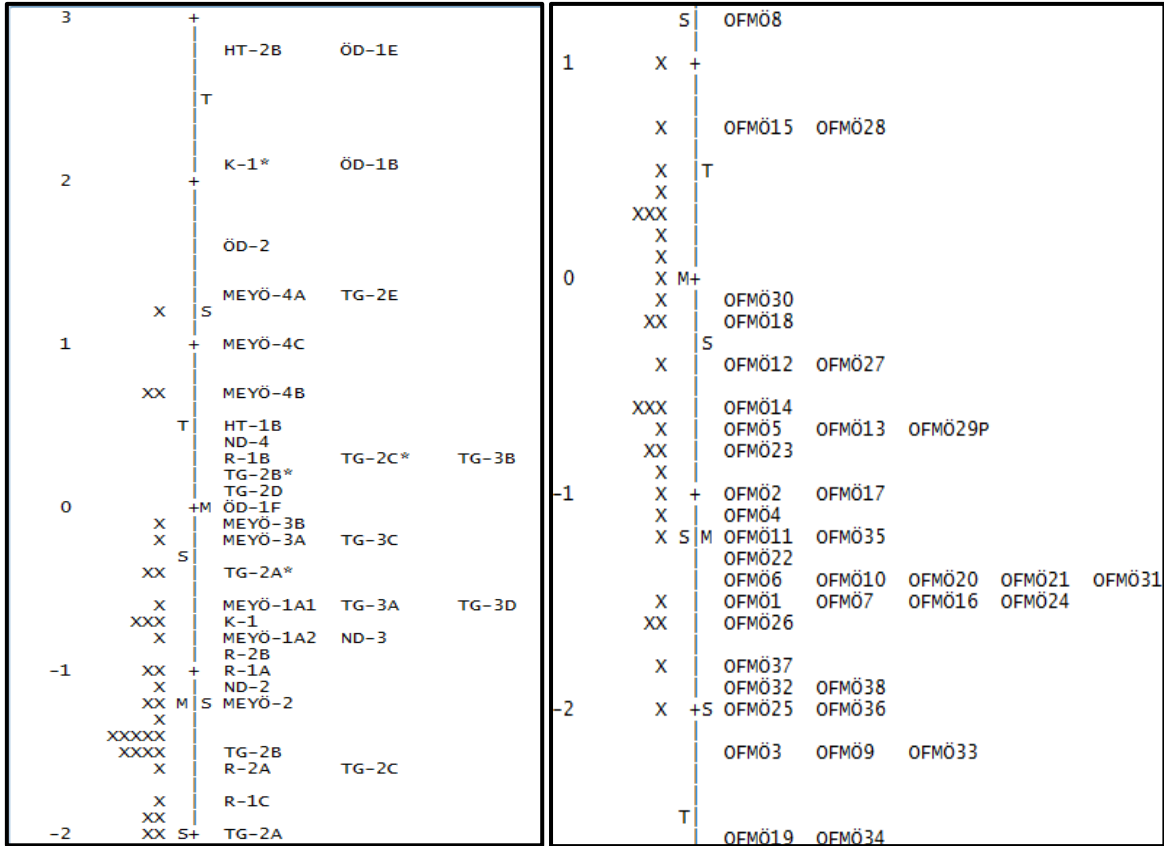 3 +
HT-2B ÖD-1E
T
K-1* ÖD-1B
2 +
ÖD-2
MEYÖ-4A TG-2E
X S
1 + MEYÖ-4C
XX MEYÖ-4B
T HT-1B
ND-4
R-1B TG-2C* TG-3B
TG-2B*
TG-2D
0 +M ÖD-1F
X MEYÖ-3B
X MEYÖ-3A TG-3C
S
XX TG-2A*
X MEYÖ-1A1 TG-3A TG-3D
XXX K-1
X MEYÖ-1A2 ND-3
R-2B
-1 XX + R-1A
X ND-2
XX M|S MEYÖ-2
X
XXXXX
XXXX TG-2B
X R-2A TG-2C
X R-1C
XX
-2 XX S+ TG-2A
S| OFMÖ8
1 X +
X OFMÖ15 OFMÖ28
X |T
X
XXX
X
X
0 X M+
X OFMÖ30
XX OFMÖ18
|S
X OFMÖ12 OFMÖ27
XXX OFMÖ14
X OFMÖ5 OFMÖ13 OFMÖ29P
XX OFMÖ23
X
-1 X + OFMÖ2 OFMÖ17
X OFMÖ4
X S|M OFMÖ11 OFMÖ35
OFMÖ22
OFMÖ6 OFMÖ10 OFMÖ20 OFMÖ21 OFMÖ31
X OFMÖ1 OFMÖ7 OFMÖ16 OFMÖ24
XX OFMÖ26
X OFMÖ37
OFMÖ32 OFMÖ38
-2 X +S OFMÖ25 OFMÖ36
OFMÖ3 OFMÖ9 OFMÖ33
T|
OFMÖ19 OFMÖ34